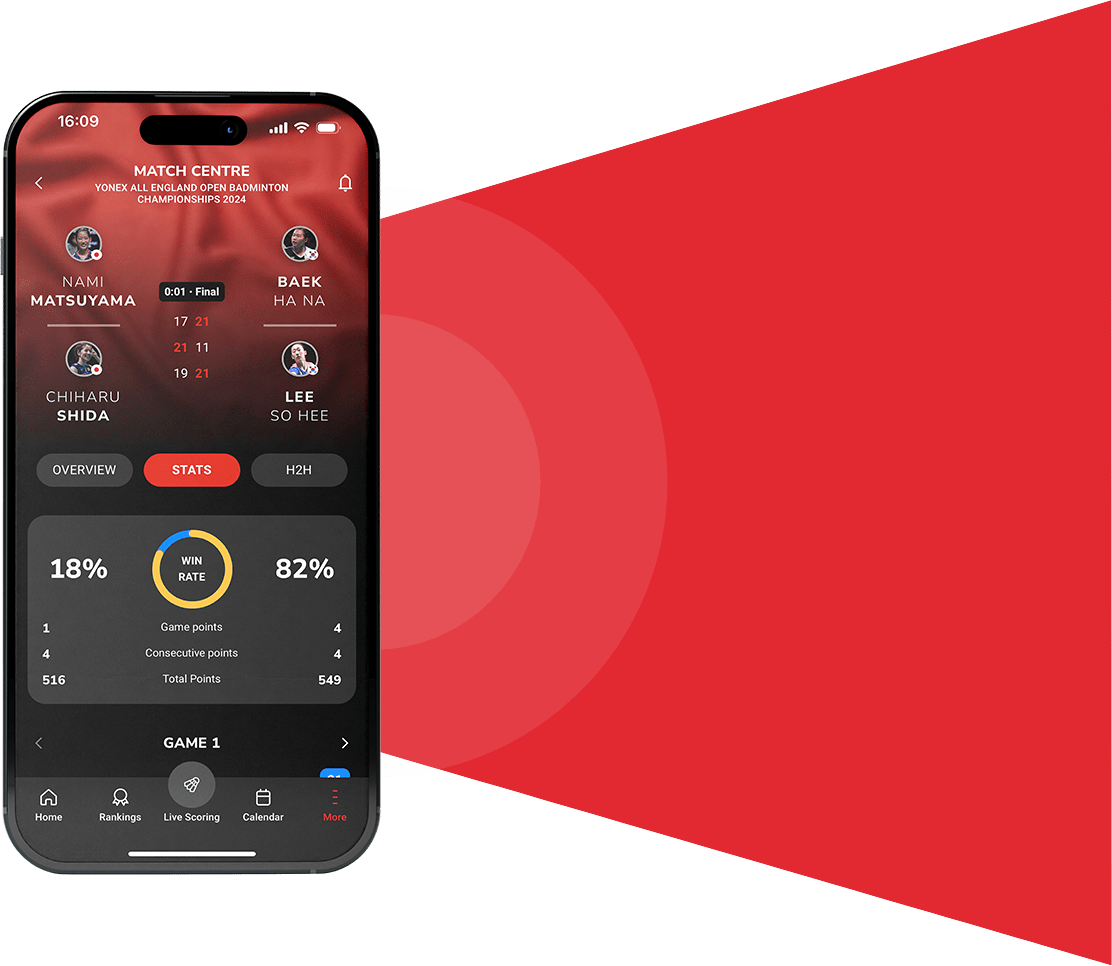 16:09
MATCH CENTRE
YONEX ALL ENGLAND OPEN BADMINTON
CHAMPIONSHIPS 2024
NAMI
MATSUYAMA
BAEK
HA NA
0:01 · Final
17 21
21 11
19 21
CHIHARU
SHIDA
LEE
SO HEE
OVERVIEW
STATS
H2H
18%
WIN
RATE
82%
1 Game points 4
4 Consecutive points 4
516 Total Points 549
GAME 1
Home
Rankings
Live Scoring
Calendar
More